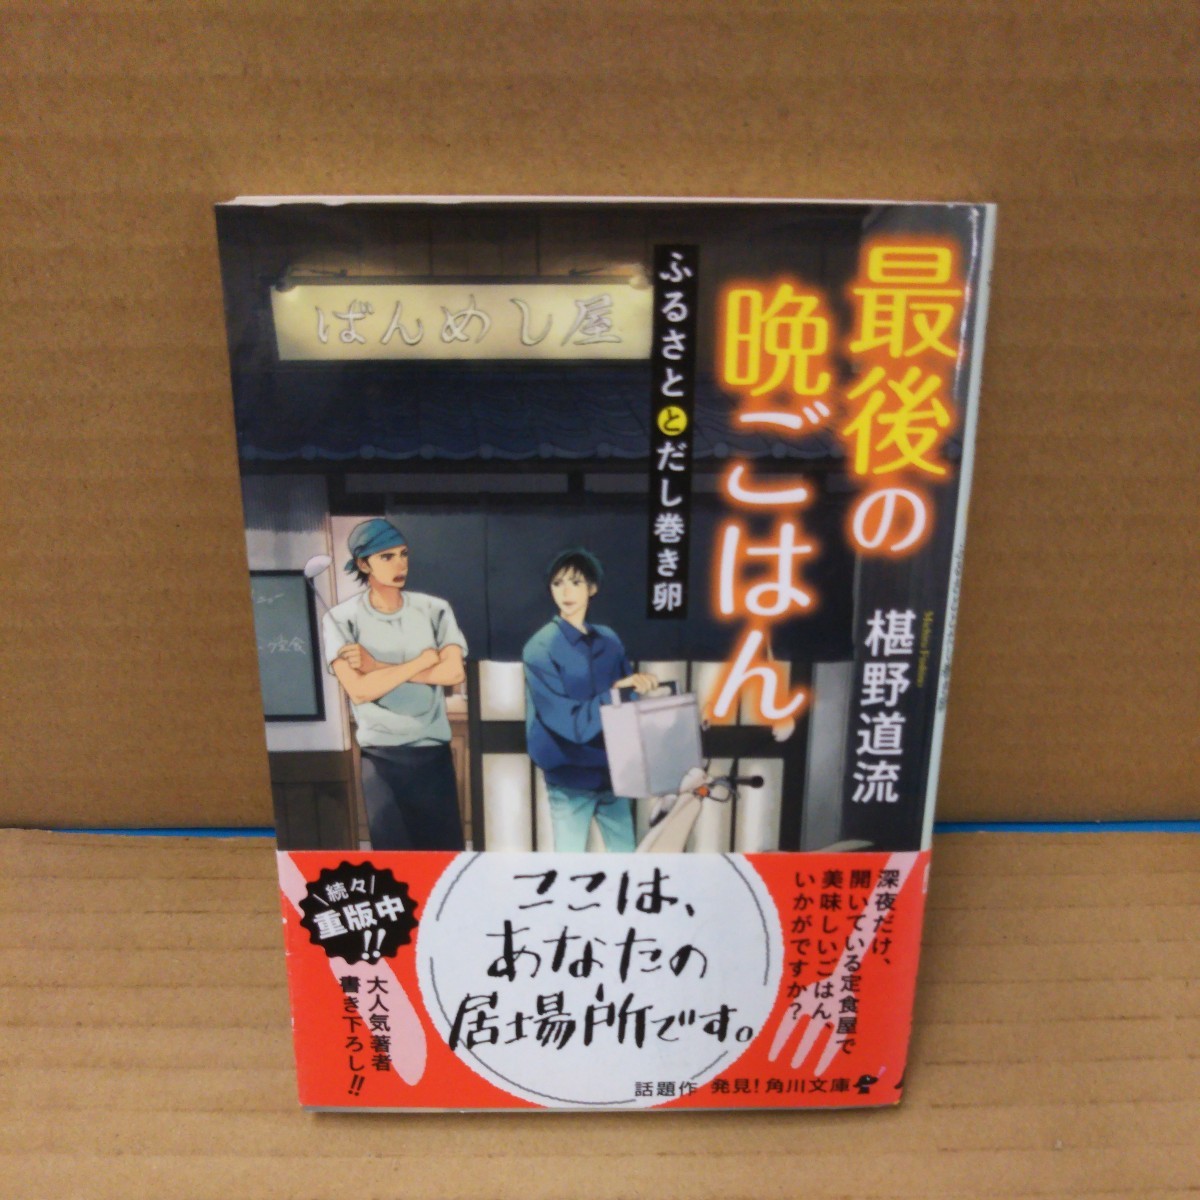 最後の
晩ごはん
ふるさととだし巻き卵
椹野道流
Michiru Fushino
ばんめし屋
深夜だけ、
開いている定食屋で
美味しいごはん、
いかがですか?
ここは、
あなたの
居場所です。
続々
重版中
!!
大人気著者
書き下ろし!!
話題作 発見!角川文庫